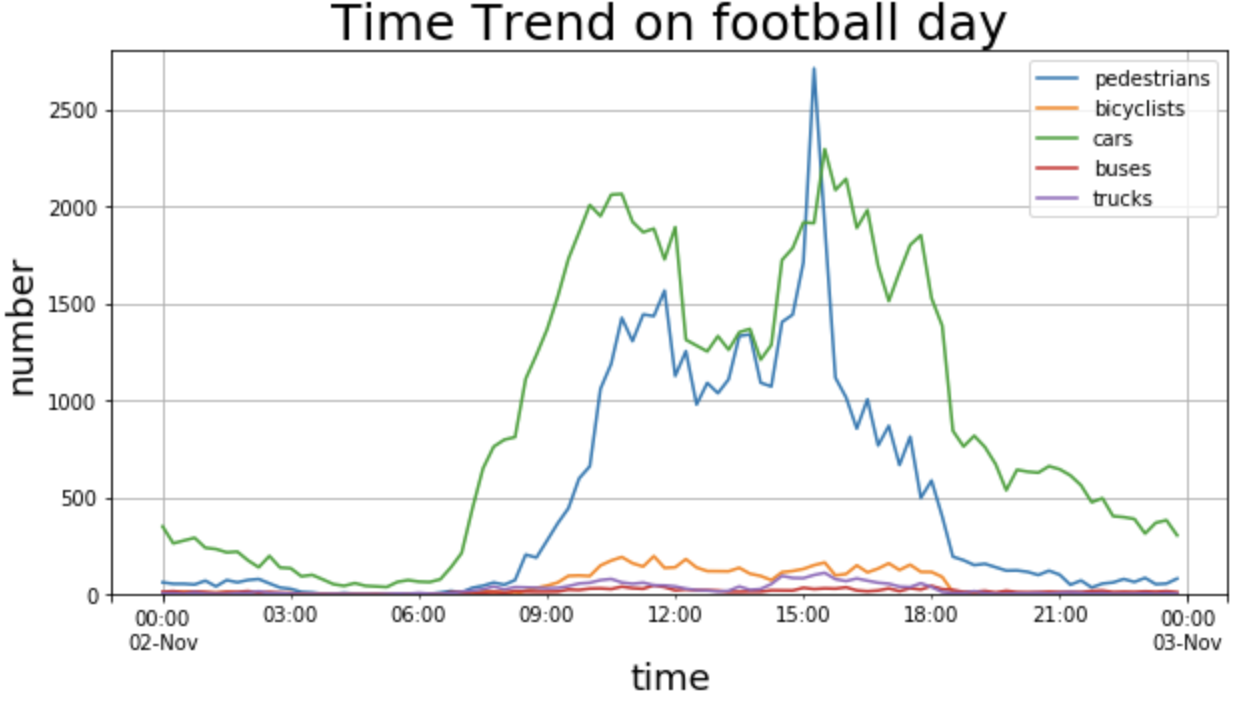 Time Trend on football day
pedestrians
bicyclists
cars
buses
trucks
number
2500
2000
1500
1000
500
0
00:00 03:00 06:00 09:00 12:00 15:00 18:00 21:00 00:00
02-Nov 03-Nov
time